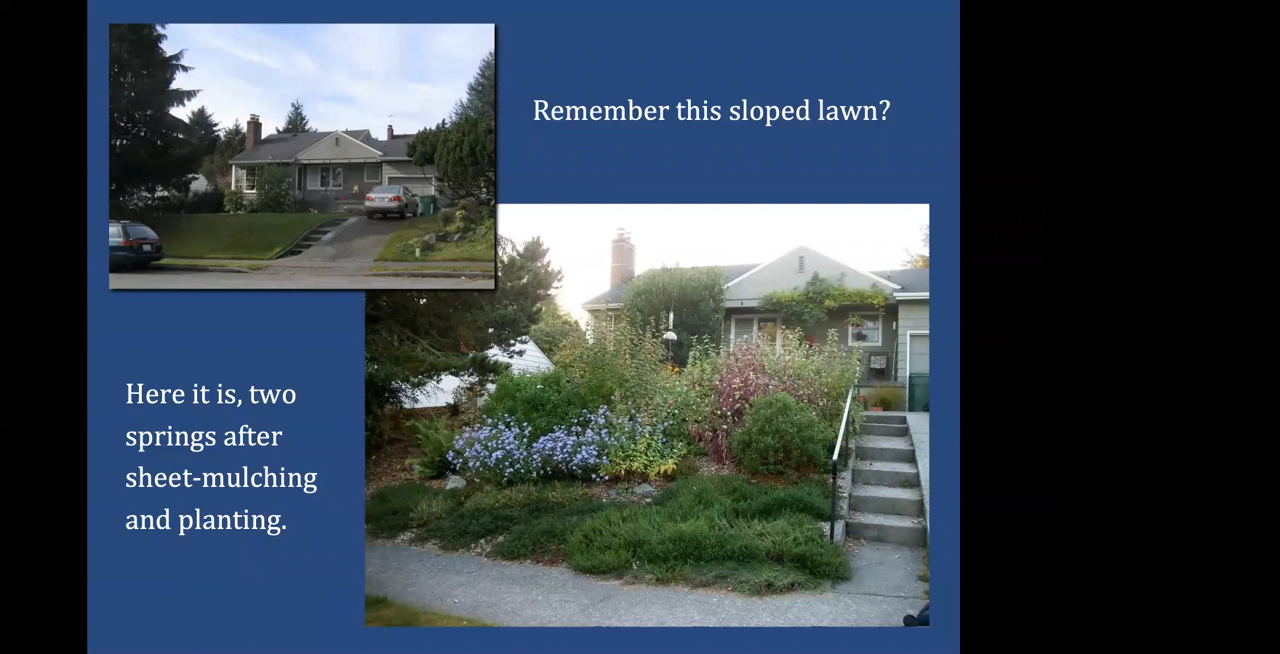 Remember this sloped lawn?
Here it is, two
springs after
sheet-mulching
and planting.